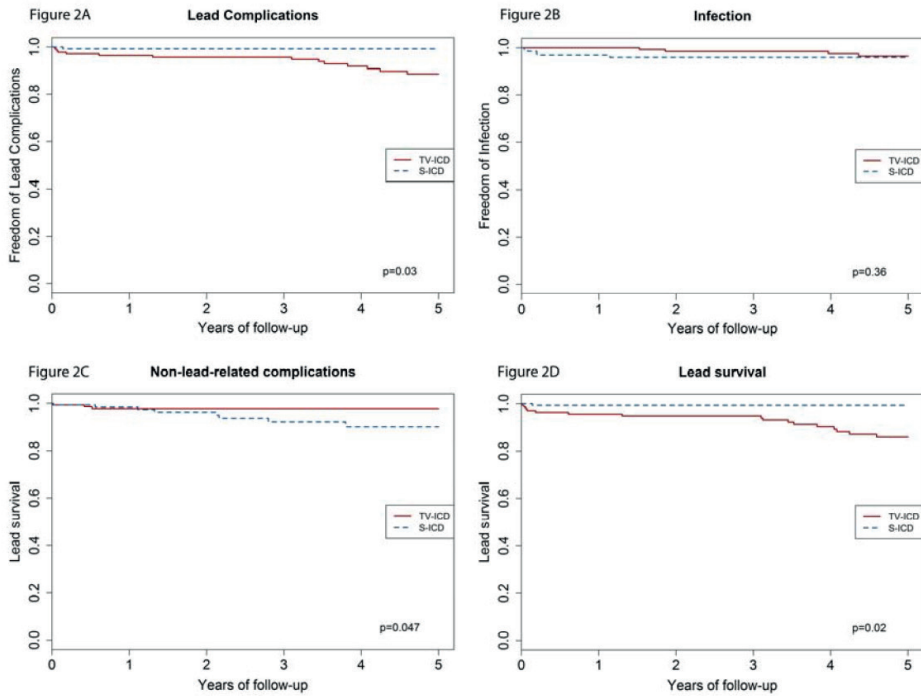 Figure 2A
Lead Complications
Freedom of Lead Complications
1.0
0.8
0.6
0.4
0.2
0.0
TV-ICD
S-ICD
p=0.03
0 1 2 3 4 5
Years of follow-up
Figure 2B
Infection
Freedom of Infection
1.0
0.8
0.6
0.4
0.2
0.0
TV-ICD
S-ICD
p=0.36
0 1 2 3 4 5
Years of follow-up
Figure 2C
Non-lead-related complications
Lead survival
1.0
0.8
0.6
0.4
0.2
0.0
TV-ICD
S-ICD
p=0.047
0 1 2 3 4 5
Years of follow-up
Figure 2D
Lead survival
Lead survival
1.0
0.8
0.6
0.4
0.2
0.0
TV-ICD
S-ICD
p=0.02
0 1 2 3 4 5
Years of follow-up